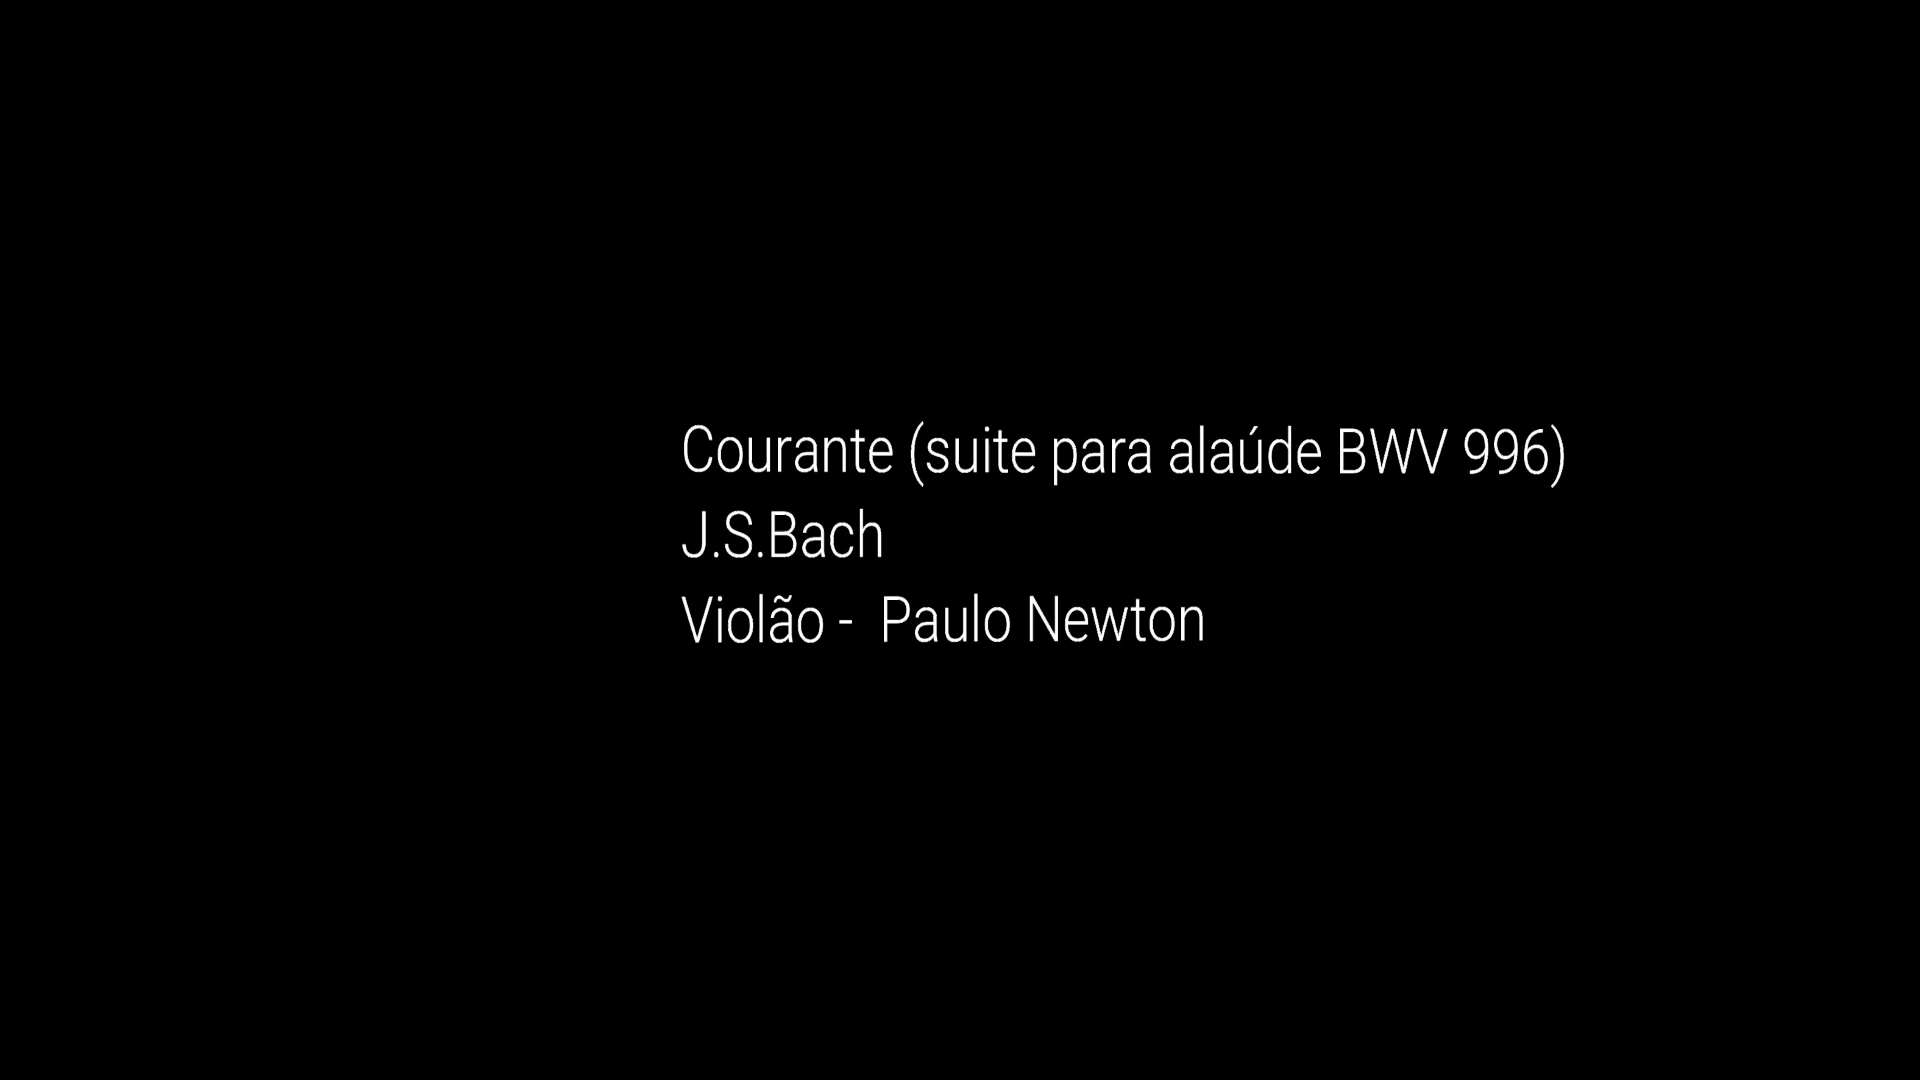 Courante (suite para alaúde BWV 996)
J.S.Bach
Violão -  Paulo Newton